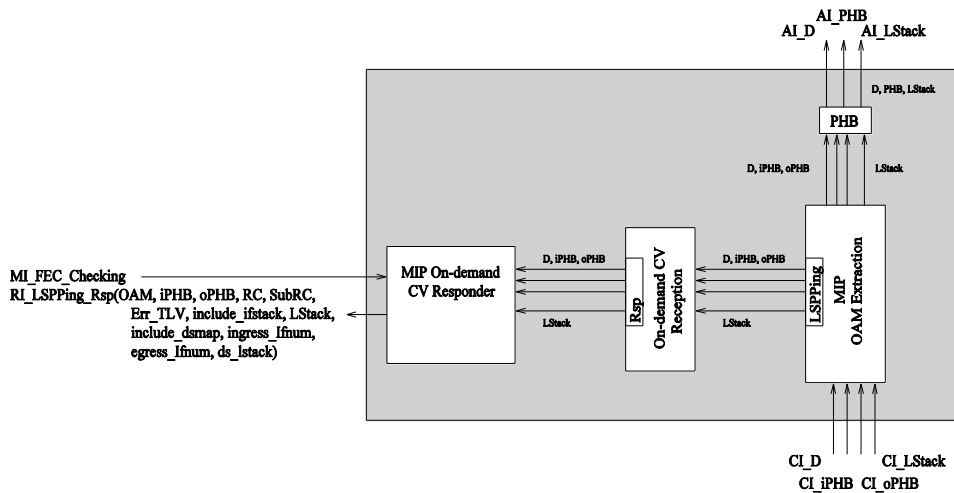 AI_PHB
AI_D
AI_LStack
D, PHB, LStack
PHB
D, iPHB, oPHB
LStack
MI_FEC_Checking
RI_LSPPing_Rsp(OAM, iPHB, oPHB, RC, SubRC,
Err_TLV, include_ifstack, LStack,
include_dsmap, ingress_Ifnum,
egress_Ifnum, ds_lstack)
MIP On-demand
CV Responder
D, iPHB, oPHB
LStack
Rsp
On-demand CV
Reception
D, iPHB, oPHB
LStack
LSPPing
MIP
OAM Extraction
CI_D
CI_LStack
CI_iPHB
CI_oPHB